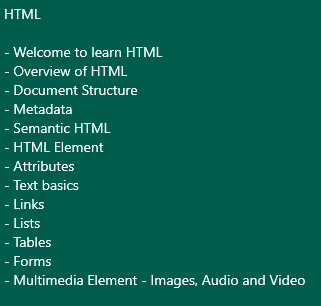 HTML
- Welcome to learn HTML
- Overview of HTML
- Document Structure
- Metadata
- Semantic HTML
- HTML Element
- Attributes
- Text basics
- Links
- Lists
- Tables
- Forms
- Multimedia Element - Images, Audio and Video